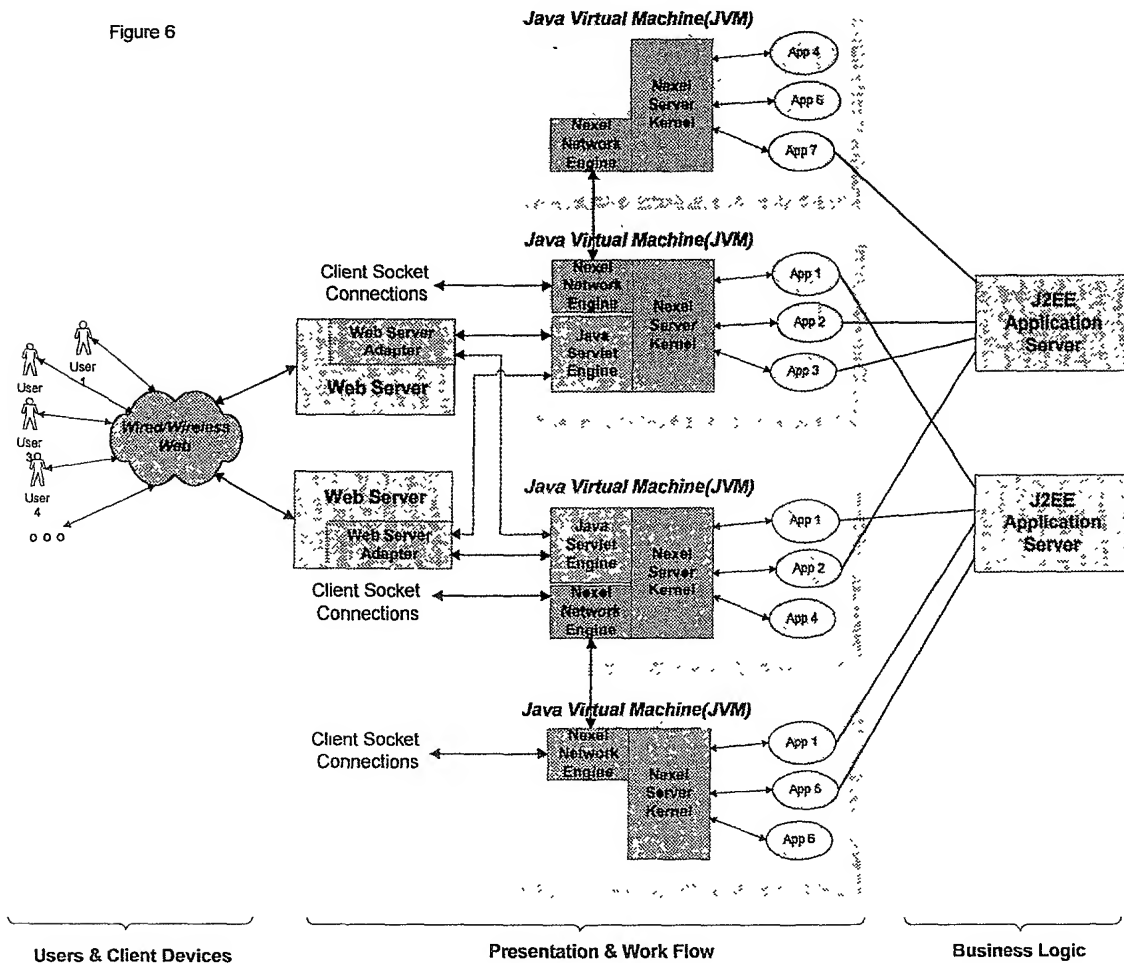 Figure 6
Java Virtual Machine(JVM)
Nexel
Server
Kernel
Nexel
Network
Engine
App 4
App 6
App 7
Java Virtual Machine(JVM)
Client Socket
Connections
Nexel
Network
Engine
Java
Servlet
Engine
Nexel
Server
Kernel
App 1
App 2
App 3
J2EE
Application
Server
Web Server
Adapter
Web Server
User
1
User
User
3
User
4
Wired/Wireless
Web
Web Server
Web Server
Adapter
Client Socket
Connections
Java Virtual Machine(JVM)
Java
Servlet
Engine
Nexel
Network
Engine
Nexel
Server
Kernel
App 1
App 2
App 4
J2EE
Application
Server
Java Virtual Machine(JVM)
Client Socket
Connections
Nexel
Network
Engine
Nexel
Server
Kernel
App 1
App 5
App 6
Users & Client Devices
Presentation & Work Flow
Business Logic